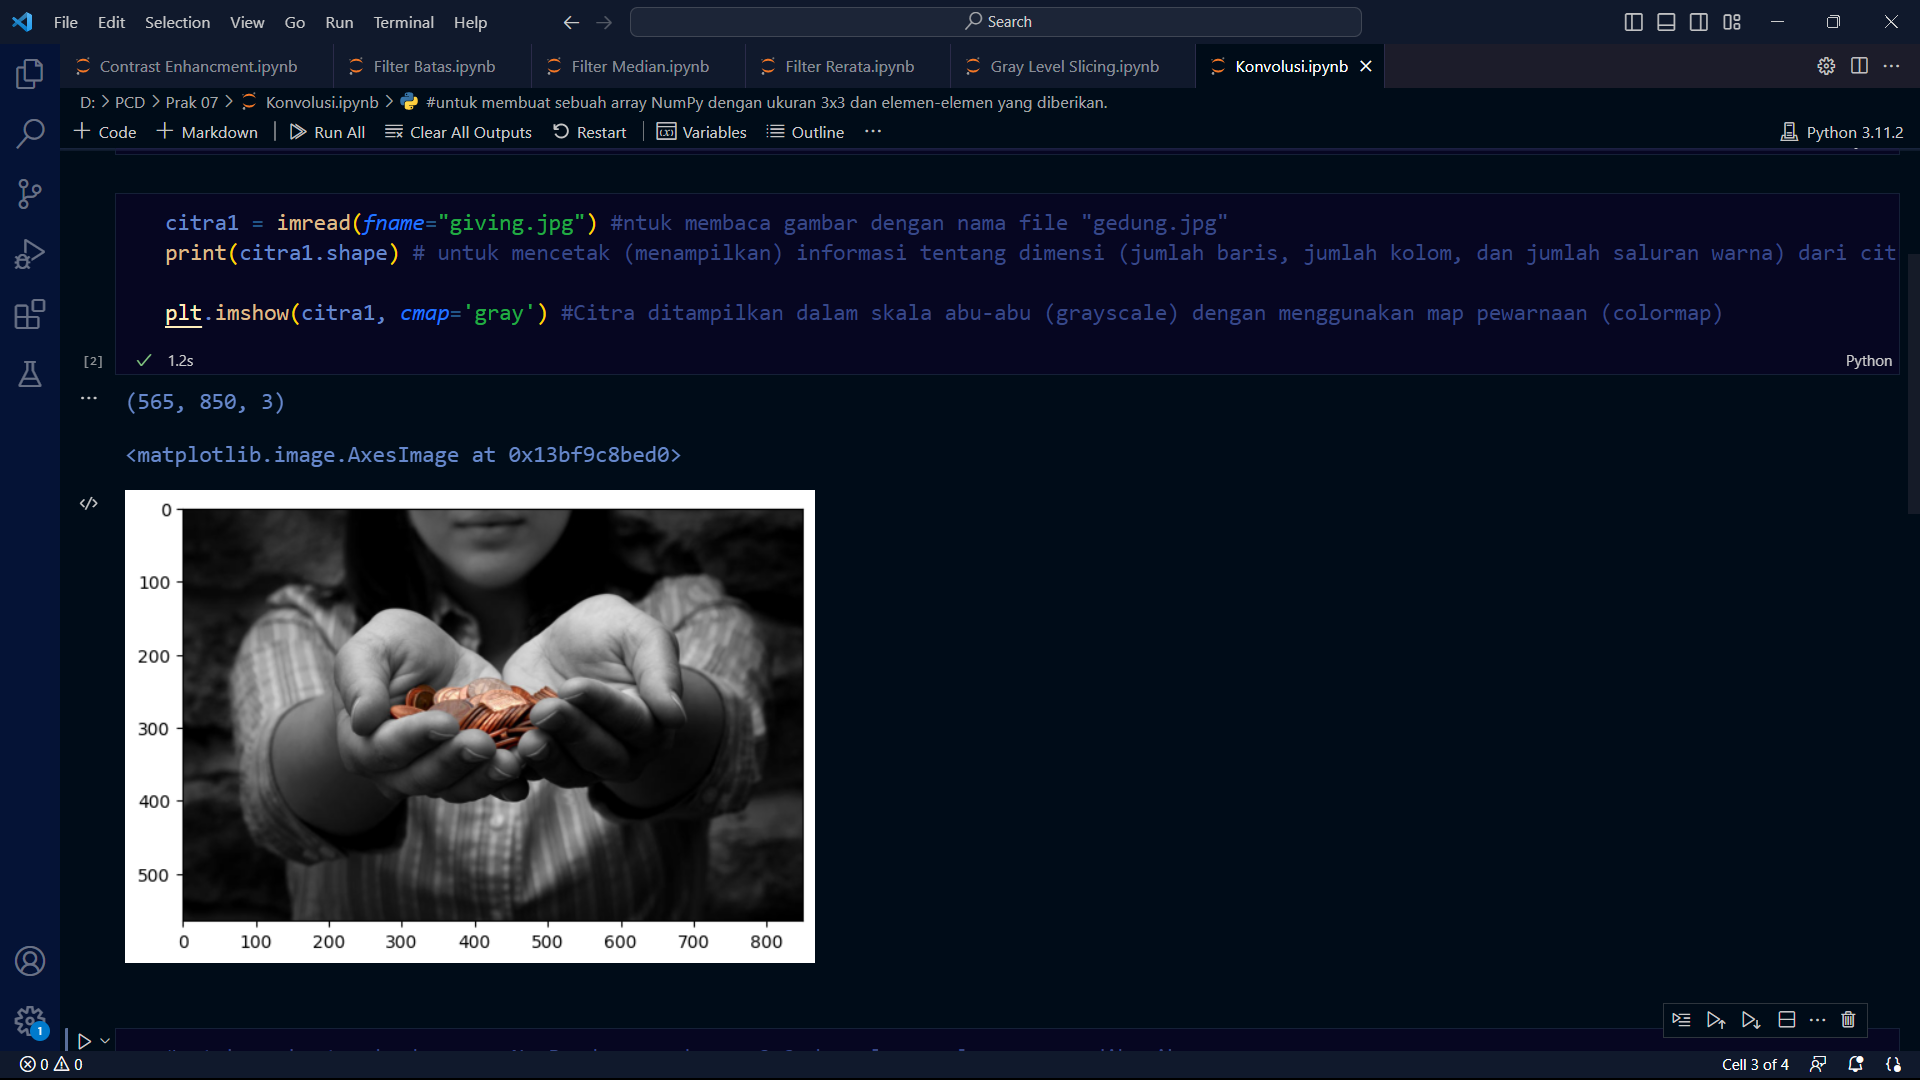 File Edit Selection View Go Run Terminal Help Search
Contrast Enhancment.ipynb Filter Batas.ipynb Filter Median.ipynb Filter Rerata.ipynb Gray Level Slicing.ipynb Konvolusi.ipynb
D: > PCD > Prak 07 > Konvolusi.ipynb > #untuk membuat sebuah array NumPy dengan ukuran 3x3 dan elemen-elemen yang diberikan.
+ Code + Markdown Run All Clear All Outputs Restart Variables Outline ··· Python 3.11.2
citra1 = imread(fname="giving.jpg") #ntuk membaca gambar dengan nama file "gedung.jpg"
print(citra1.shape) # untuk mencetak (menampilkan) informasi tentang dimensi (jumlah baris, jumlah kolom, dan jumlah saluran warna) dari cit
plt.imshow(citra1, cmap='gray') #Citra ditampilkan dalam skala abu-abu (grayscale) dengan menggunakan map pewarnaan (colormap)
[2] 1.2s Python
(565, 850, 3)
<matplotlib.image.AxesImage at 0x13bf9c8bed0>
0
100
200
300
400
500
0 100 200 300 400 500 600 700 800
1
0 0 Cell 3 of 4